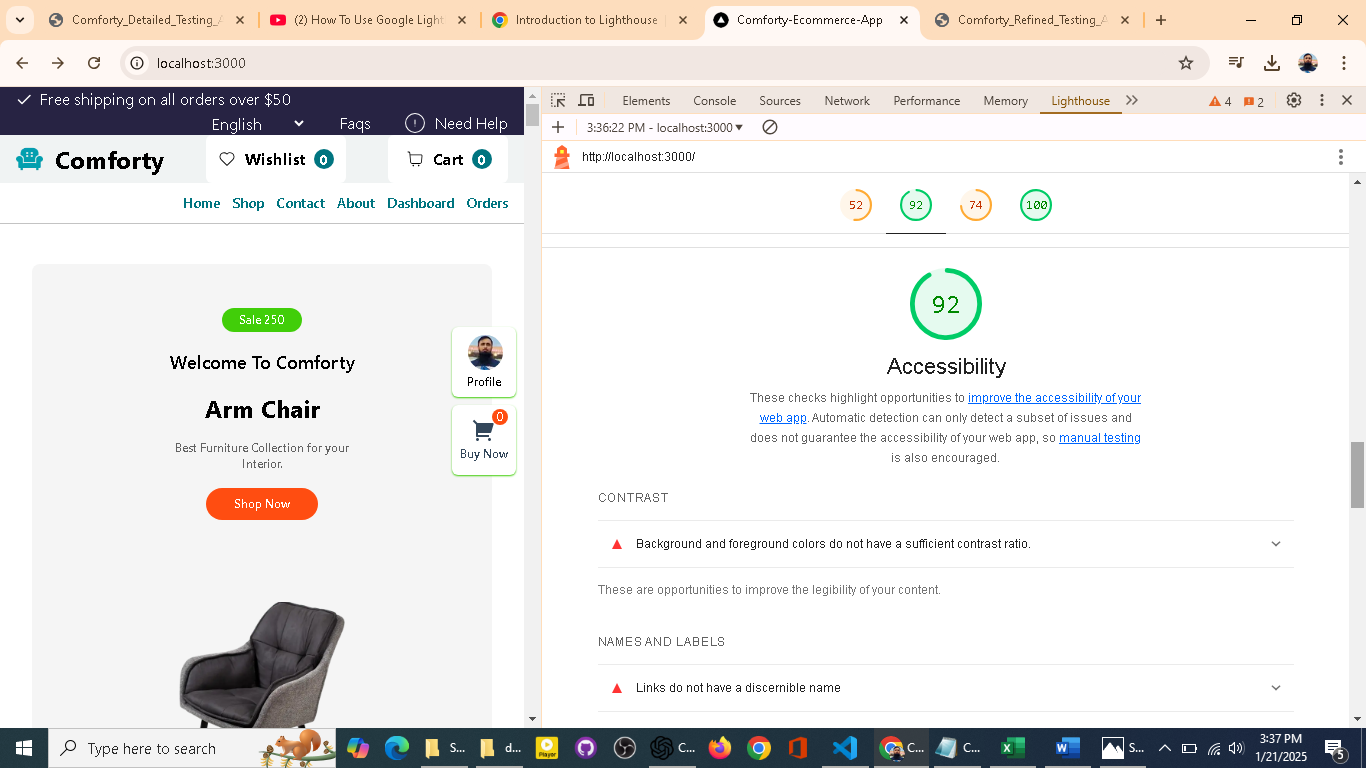 Comforty_Detailed_Testing_A
(2) How To Use Google Light
Introduction to Lighthouse
Comforty-Ecommerce-App
Comforty_Refined_Testing_A
localhost:3000
Free shipping on all orders over $50
English
Faqs
Need Help
Comforty
Wishlist 0
Cart 0
Home Shop Contact About Dashboard Orders
Sale 250
Welcome To Comforty
Arm Chair
Best Furniture Collection for your
Interior.
Shop Now
Profile
0
Buy Now
Elements Console Sources Network Performance Memory Lighthouse
4
2
3:36:22 PM - localhost:3000
http://localhost:3000/
52 92 74 100
92
Accessibility
These checks highlight opportunities to improve the accessibility of your
web app. Automatic detection can only detect a subset of issues and
does not guarantee the accessibility of your web app, so manual testing
is also encouraged.
CONTRAST
Background and foreground colors do not have a sufficient contrast ratio.
These are opportunities to improve the legibility of your content.
NAMES AND LABELS
Links do not have a discernible name
Type here to search
S...
d...
Player
C...
C...
C...
S...
3:37 PM
1/21/2025
5